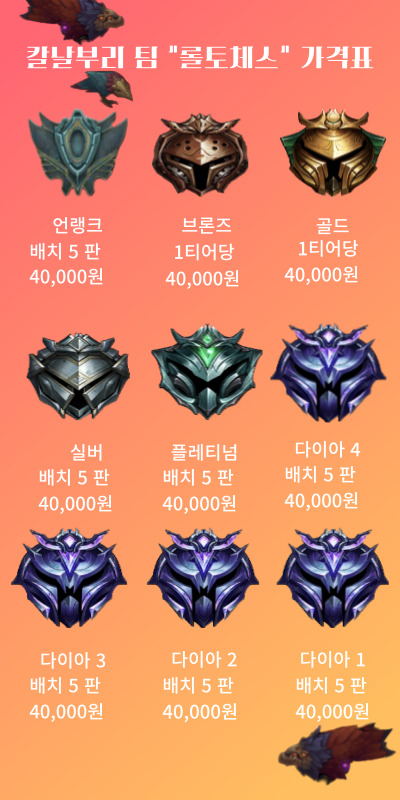 칼날부리 팀 "롤토체스" 가격표
언랭크
배치 5 판
40,000원
브론즈
1티어당
40,000원
골드
1티어당
40,000원
실버
배치 5 판
40,000원
플레티넘
배치 5 판
40,000원
다이아 4
배치 5 판
40,000원
다이아 3
배치 5 판
40,000원
다이아 2
배치 5 판
40,000원
다이아 1
배치 5 판
40,000원